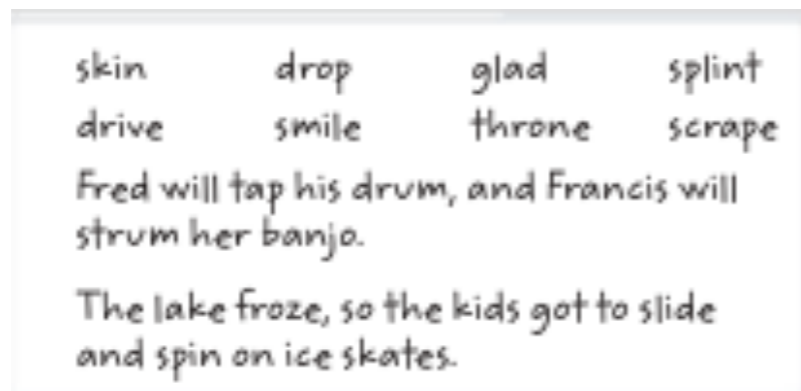 skin drop glad splint
drive smile throne scrape
Fred will tap his drum, and Francis will
strum her banjo.
The lake froze, so the kids got to slide
and spin on ice skates.